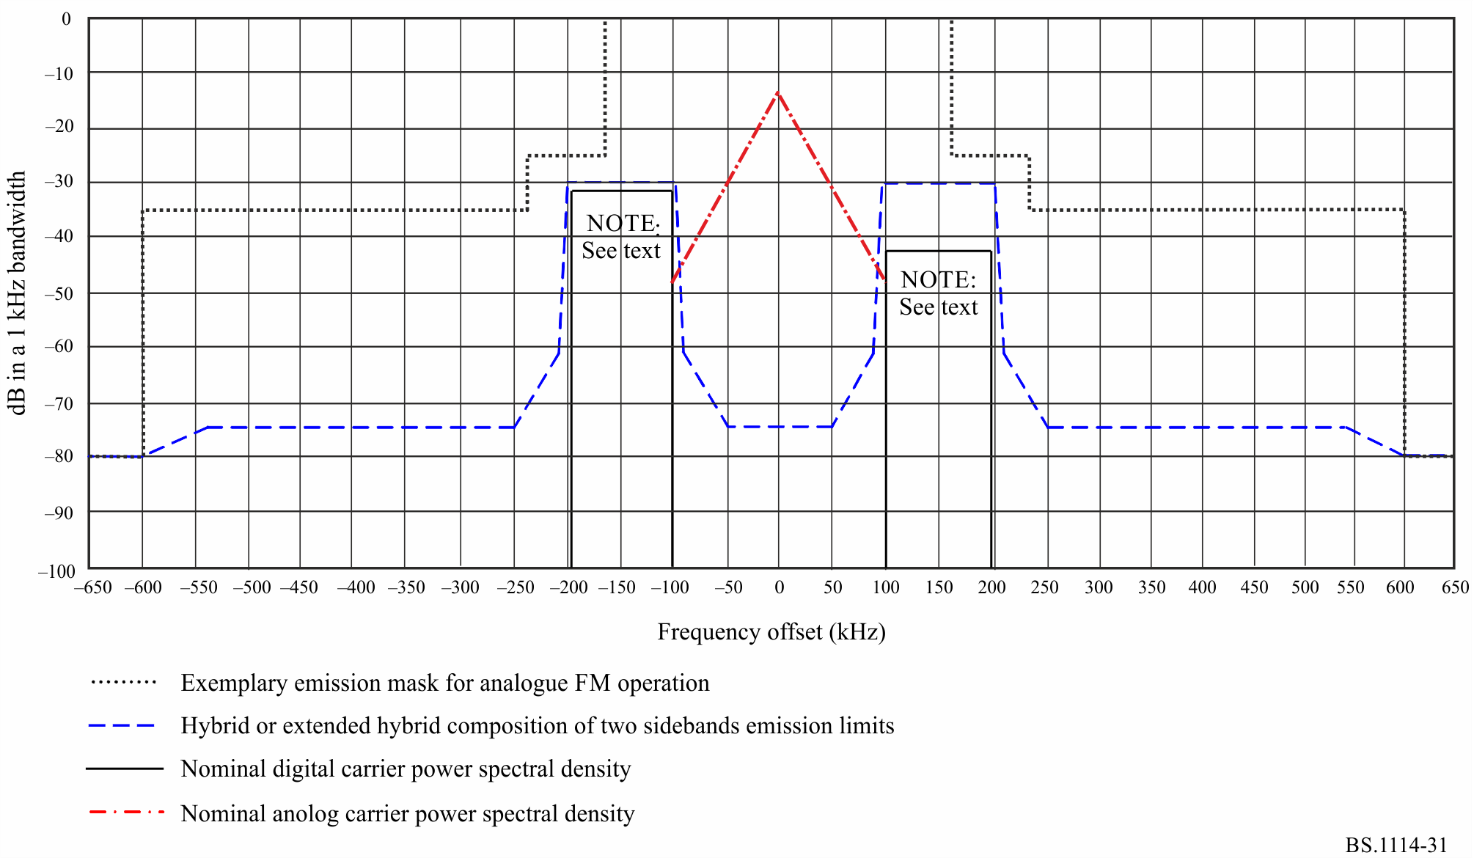 0
–10
–20
–30
–40
–50
–60
–70
–80
–90
–100
dB in a 1 kHz bandwidth
NOTE:
See text
NOTE:
See text
–650 –600 –550 –500 –450 –400 –350 –300 –250 –200 –150 –100 –50 0 50 100 150 200 250 300 350 400 450 500 550 600 650
Frequency offset (kHz)
Exemplary emission mask for analogue FM operation
Hybrid or extended hybrid composition of two sidebands emission limits
Nominal digital carrier power spectral density
Nominal anolog carrier power spectral density
BS.1114-31